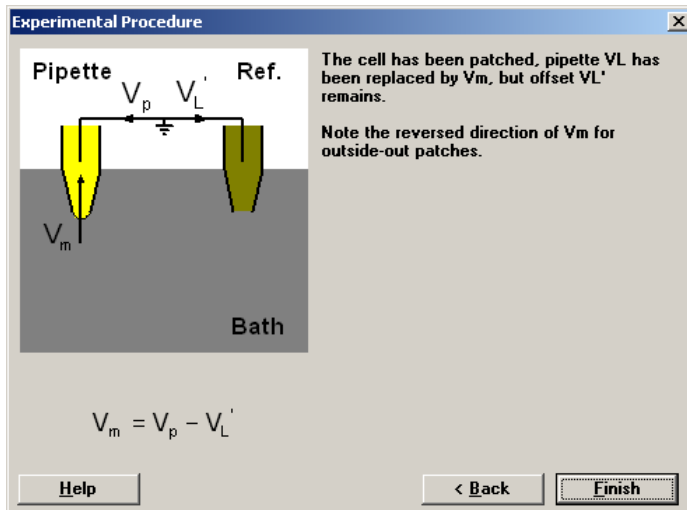 Experimental Procedure
Pipette
Ref.
Vp
VL'
Vm
Bath
The cell has been patched, pipette VL has
been replaced by Vm, but offset VL'
remains.
Note the reversed direction of Vm for
outside-out patches.
Vm = Vp – VL'
Help
< Back
Finish